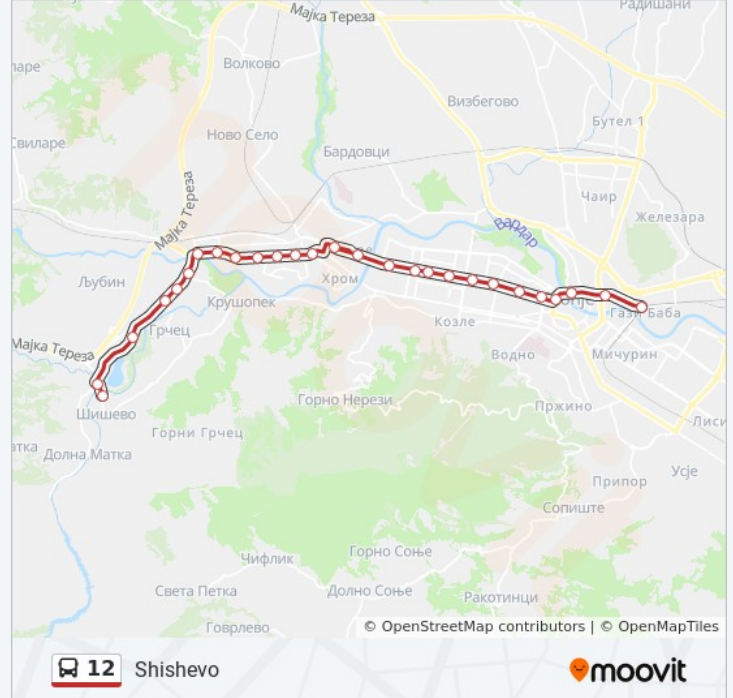 Мајка Тереза
Радишани
Волково
Визбегово
Бутел 1
Ново Село
Свиларе
Бардовци
Чаир
Железара
Мајка Тереза
Вардар
Љубин
Хром
Крушопек
Гази Баба
Грчец
Козле
Мајка Тереза
Водно
Мичурин
Шишево
Горно Нерези
Пржино
Горни Грчец
Долна Матка
Усје
Припор
Сопиште
Горно Соње
Чифлик
Света Петка
Долно Соње
Ракотинци
Говрлево
© OpenStreetMap contributors | © OpenMapTiles
12 Shishevo
moovit